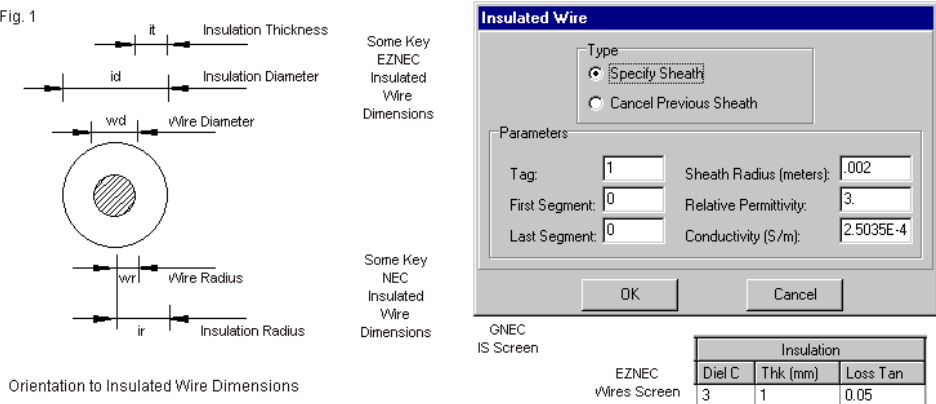 Fig. 1
it
Insulation Thickness
id
Insulation Diameter
wd
Wire Diameter
Some Key
EZNEC
Insulated
Wire
Dimensions
wr
Wire Radius
ir
Insulation Radius
Some Key
NEC
Insulated
Wire
Dimensions
Orientation to Insulated Wire Dimensions
Insulated Wire
Type
Specify Sheath
Cancel Previous Sheath
Parameters
Tag: 1
Sheath Radius (meters): .002
First Segment: 0
Relative Permittivity: 3.
Last Segment: 0
Conductivity (S/m): 2.5035E-4
OK
Cancel
GNEC
IS Screen
EZNEC
Wires Screen
Insulation
Diel C Thk (mm) Loss Tan
3 1 0.05